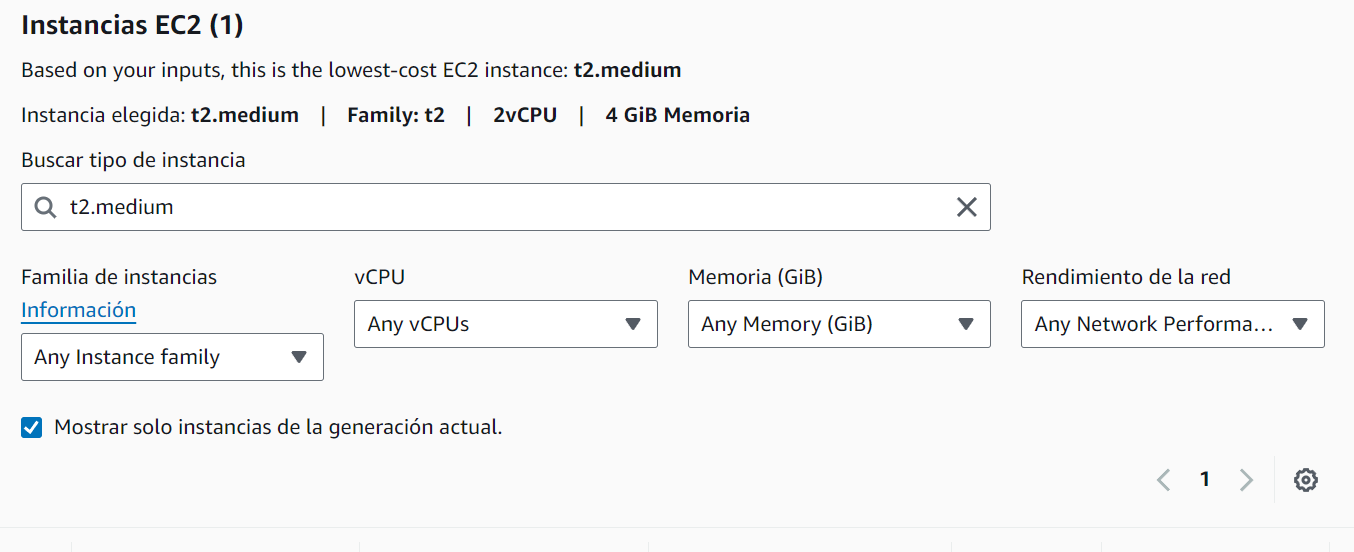 Instancias EC2 (1)
Based on your inputs, this is the lowest-cost EC2 instance: t2.medium
Instancia elegida: t2.medium | Family: t2 | 2vCPU | 4 GiB Memoria
Buscar tipo de instancia
t2.medium
Familia de instancias
Información
Any Instance family
vCPU
Any vCPUs
Memoria (GiB)
Any Memory (GiB)
Rendimiento de la red
Any Network Performa...
Mostrar solo instancias de la generación actual.
1